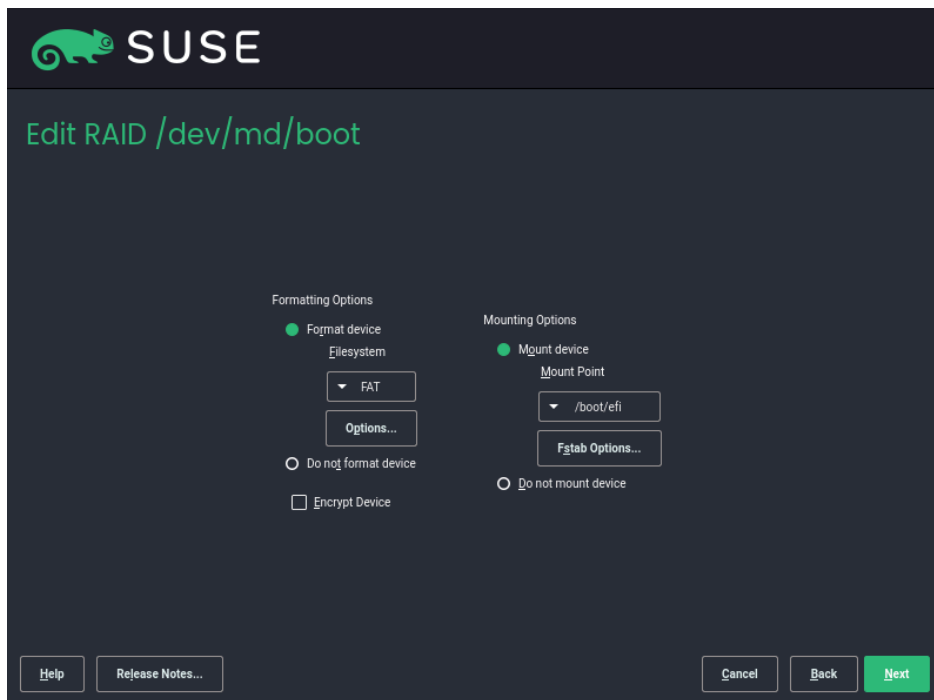 SUSE
Edit RAID /dev/md/boot
Formatting Options
Format device
Filesystem
FAT
Options...
Do not format device
Encrypt Device
Mounting Options
Mount device
Mount Point
/boot/efi
Fstab Options...
Do not mount device
Help
Release Notes...
Cancel
Back
Next